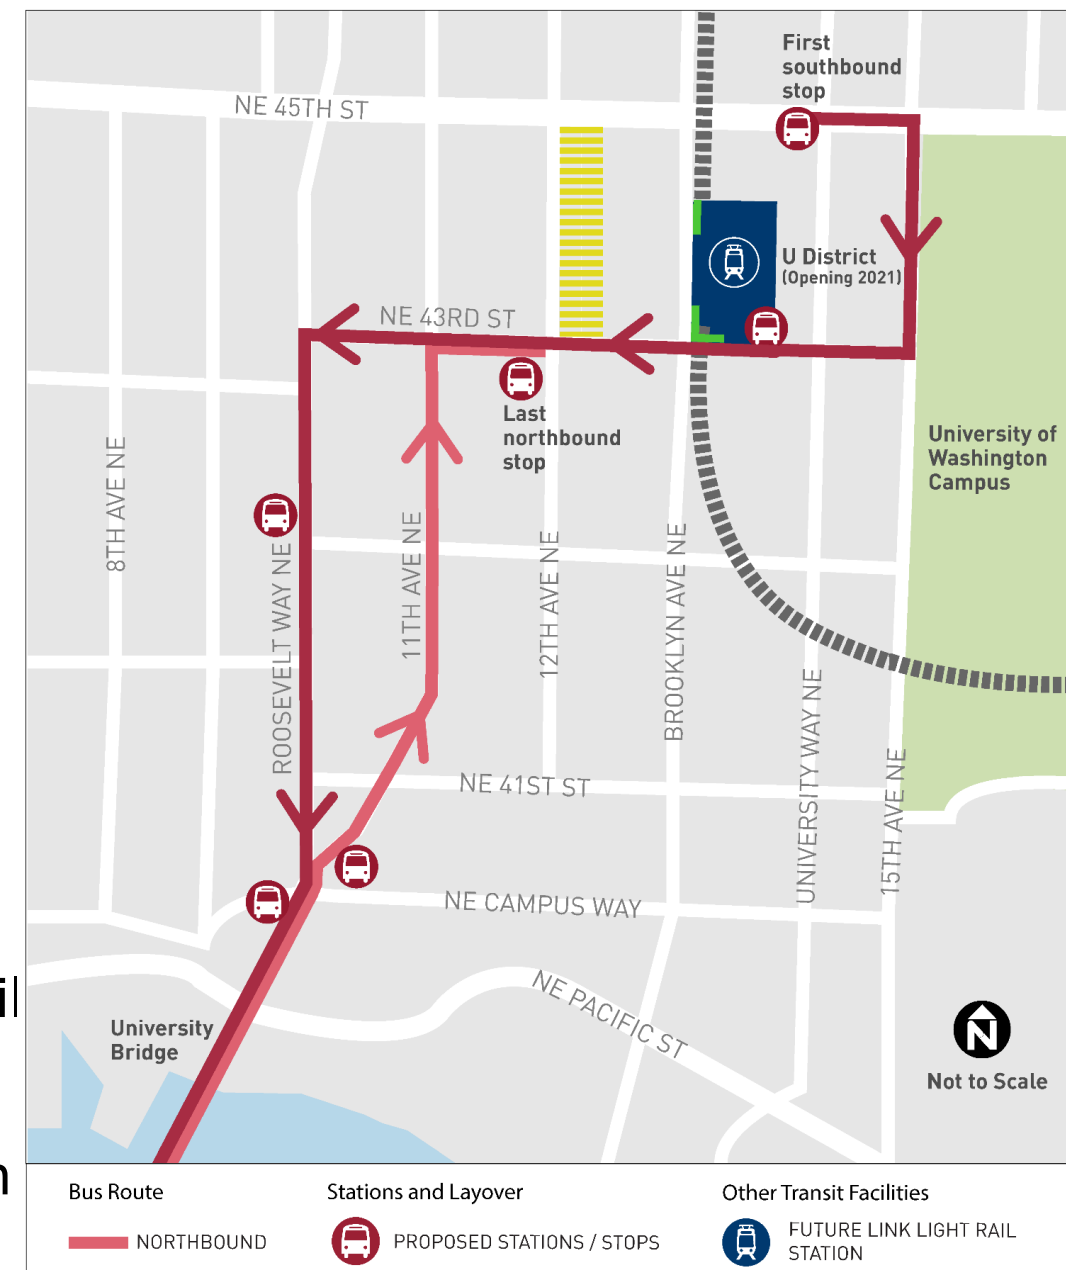 First
southbound
stop
NE 45TH ST
U District
(Opening 2021)
NE 43RD ST
Last
northbound
stop
University of
Washington
Campus
8TH AVE NE
ROOSEVELT WAY NE
11TH AVE NE
12TH AVE NE
BROOKLYN AVE NE
UNIVERSITY WAY NE
15TH AVE NE
NE 41ST ST
NE CAMPUS WAY
NE PACIFIC ST
il
University
Bridge
N
Not to Scale
n
Bus Route
Stations and Layover
Other Transit Facilities
NORTHBOUND
PROPOSED STATIONS / STOPS
FUTURE LINK LIGHT RAIL
STATION